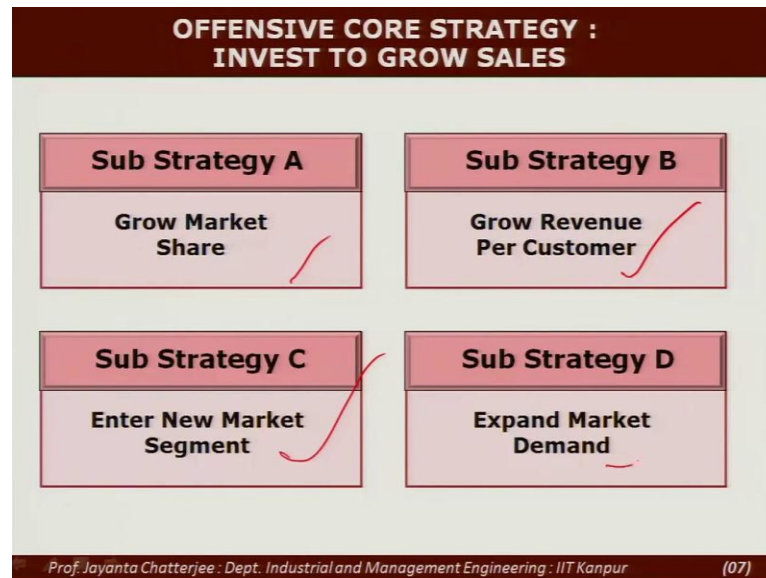 OFFENSIVE CORE STRATEGY :
INVEST TO GROW SALES
Sub Strategy A
Grow Market
Share
Sub Strategy B
Grow Revenue
Per Customer
Sub Strategy C
Enter New Market
Segment
Sub Strategy D
Expand Market
Demand
Prof. Jayanta Chatterjee : Dept. Industrial and Management Engineering : IIT Kanpur (07)